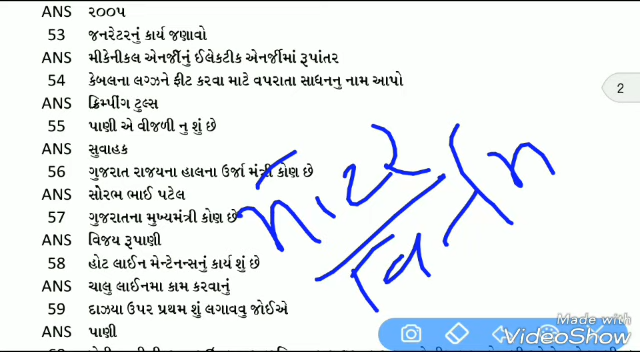 ANS ૨૦૦૫
53 જનરેટરનું કાર્ય જણાવો
ANS મીકેનીકલ એનર્જીનું ઈલેકટીક એનર્જીમાં રૂપાંતર
54 કેબલના લગ્ઝને ફીટ કરવા માટે વપરાતા સાધનનુ નામ આપો
2
ANS ક્રિમ્પીંગ ટુલ્સ
55 પાણી એ વીજળી નુ શું છે
ANS સુવાહક
56 ગુજરાત રાજયના હાલના ઉર્જા મંત્રી કોણ છે
ANS સૌરભ ભાઈ પટેલ
57 ગુજરાતના મુખ્યમંત્રી કોણ છે
ANS વિજય રૂપાણી
58 હોટ લાઈન મેન્ટેનન્સનું કાર્ય શું છે
ANS ચાલુ લાઈનમા કામ કરવાનું
59 દાઝયા ઉપર પ્રથમ શું લગાવવુ જોઈએ
ANS પાણી
Made with
VideoShow